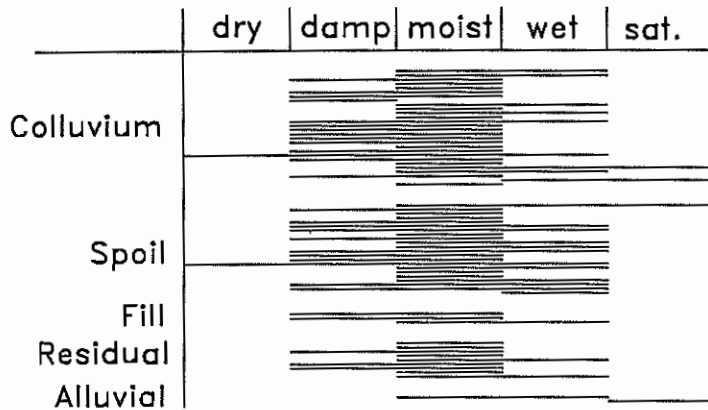 dry damp moist wet sat.
Colluvium
Spoil
Fill
Residual
Alluvial